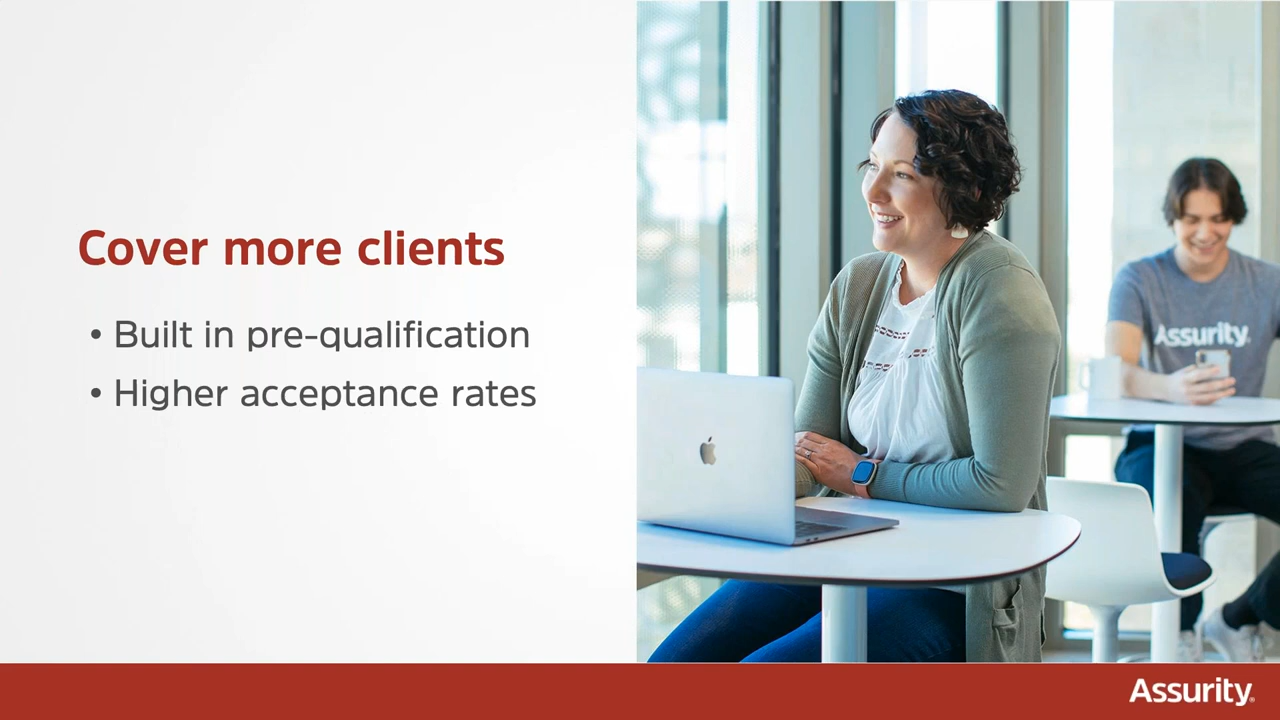 Cover more clients
• Built in pre-qualification
• Higher acceptance rates
Assurity.
Assurity®